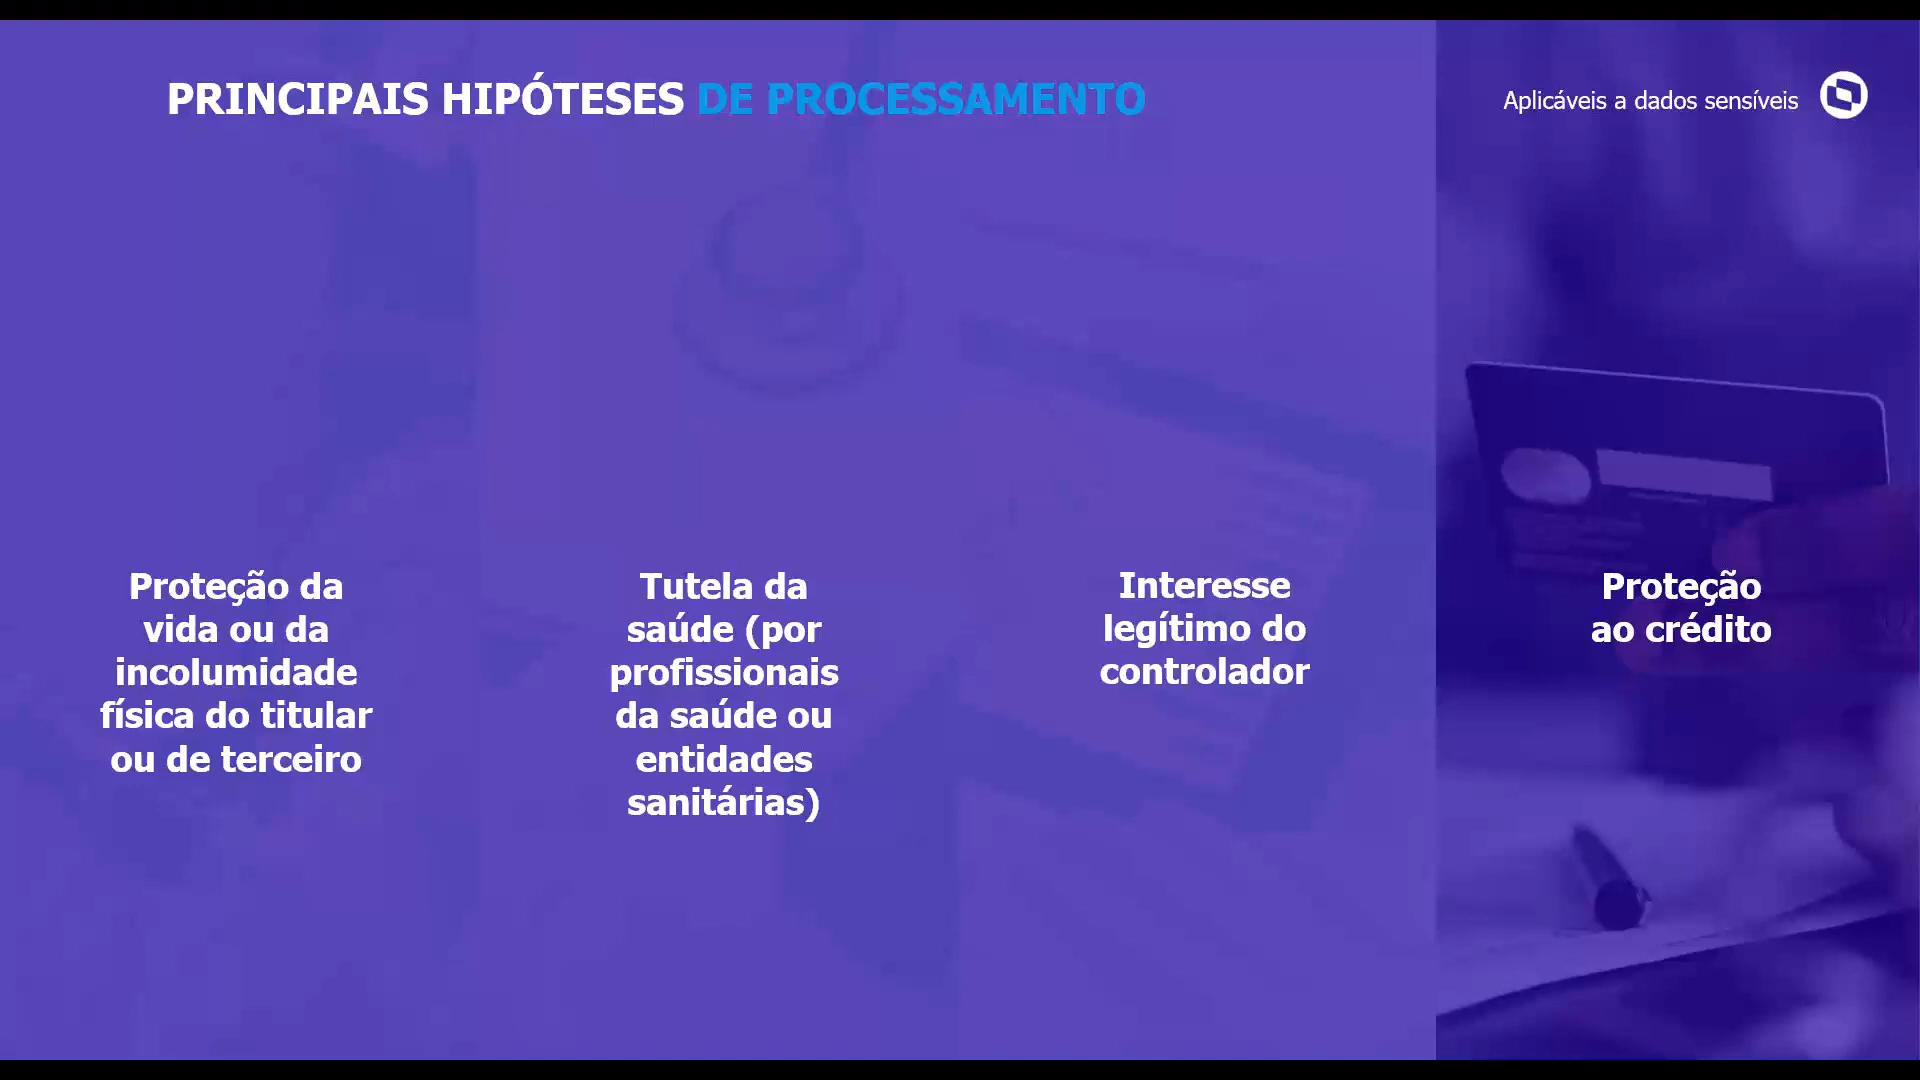 PRINCIPAIS HIPÓTESES DE PROCESSAMENTO
Aplicáveis a dados sensíveis
Proteção da
vida ou da
incolumidade
física do titular
ou de terceiro
Tutela da
saúde (por
profissionais
da saúde ou
entidades
sanitárias)
Interesse
legítimo do
controlador
Proteção
ao crédito